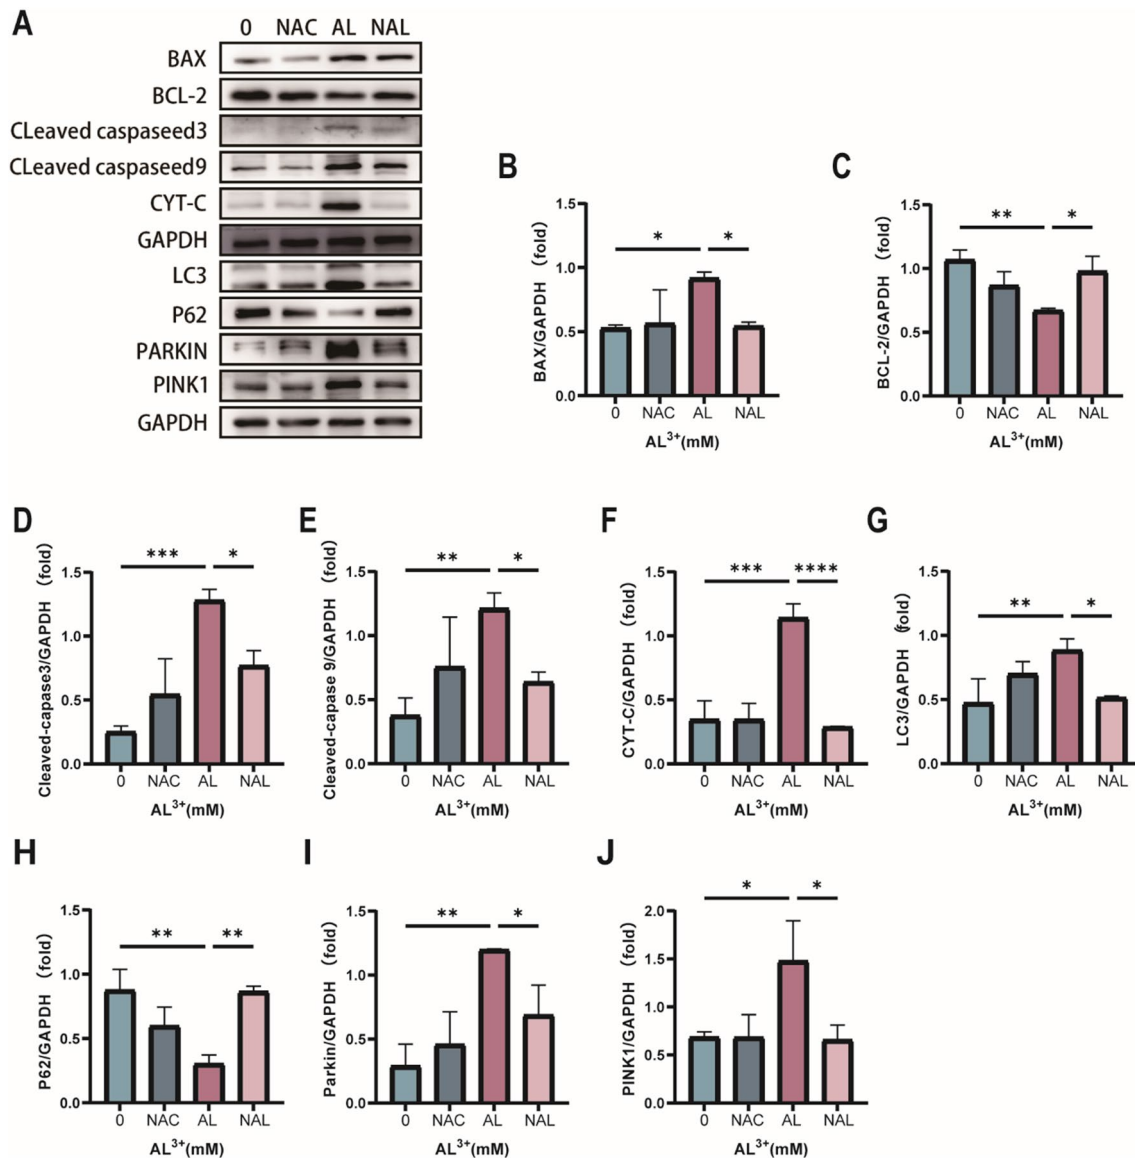 A
0 NAC AL NAL
BAX
BCL-2
CLeaved caspaseed3
CLeaved caspaseed9
CYT-C
GAPDH
LC3
P62
PARKIN
PINK1
GAPDH
B
BAX/GAPDH (fold)
1.5
1.0
0.5
0.0
* *
0 NAC AL NAL
AL³⁺(mM)
C
BCL-2/GAPDH (fold)
1.5
1.0
0.5
0.0
** *
0 NAC AL NAL
AL³⁺(mM)
D
Cleaved-capase3/GAPDH (fold)
1.5
1.0
0.5
0.0
*** *
0 NAC AL NAL
AL³⁺(mM)
E
Cleaved-capase 9/GAPDH (fold)
1.5
1.0
0.5
0.0
** *
0 NAC AL NAL
AL³⁺(mM)
F
CYT-C/GAPDH (fold)
1.5
1.0
0.5
0.0
*** ****
0 NAC AL NAL
AL³⁺(mM)
G
LC3/GAPDH (fold)
1.5
1.0
0.5
0.0
** *
0 NAC AL NAL
AL³⁺(mM)
H
P62/GAPDH (fold)
1.5
1.0
0.5
0.0
** **
0 NAC AL NAL
AL³⁺(mM)
I
Parkin/GAPDH (fold)
1.5
1.0
0.5
0.0
** *
0 NAC AL NAL
AL³⁺(mM)
J
PINK1/GAPDH (fold)
2.0
1.5
1.0
0.5
0.0
* *
0 NAC AL NAL
AL³⁺(mM)